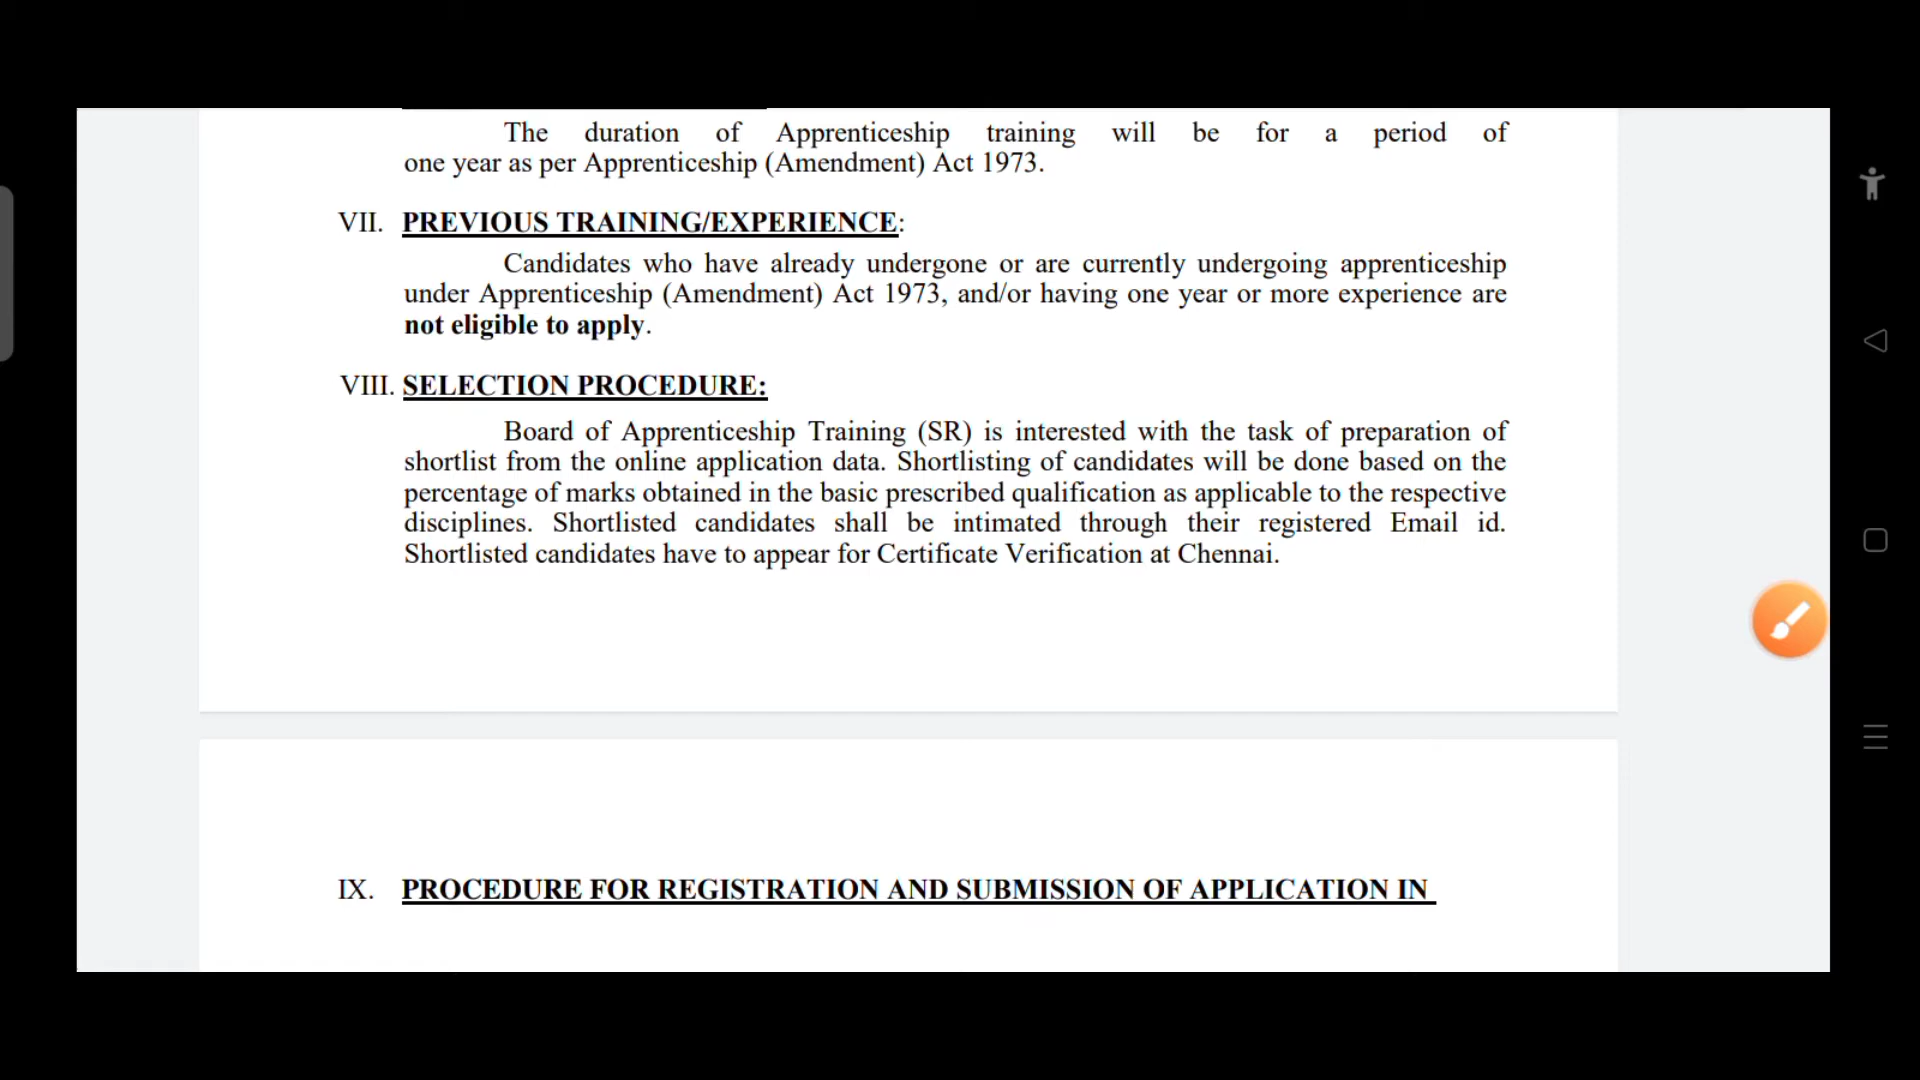 The duration of Apprenticeship training will be for a period of
one year as per Apprenticeship (Amendment) Act 1973.
VII. PREVIOUS TRAINING/EXPERIENCE:
Candidates who have already undergone or are currently undergoing apprenticeship
under Apprenticeship (Amendment) Act 1973, and/or having one year or more experience are
not eligible to apply.
VIII. SELECTION PROCEDURE:
Board of Apprenticeship Training (SR) is interested with the task of preparation of
shortlist from the online application data. Shortlisting of candidates will be done based on the
percentage of marks obtained in the basic prescribed qualification as applicable to the respective
disciplines. Shortlisted candidates shall be intimated through their registered Email id.
Shortlisted candidates have to appear for Certificate Verification at Chennai.
IX. PROCEDURE FOR REGISTRATION AND SUBMISSION OF APPLICATION IN